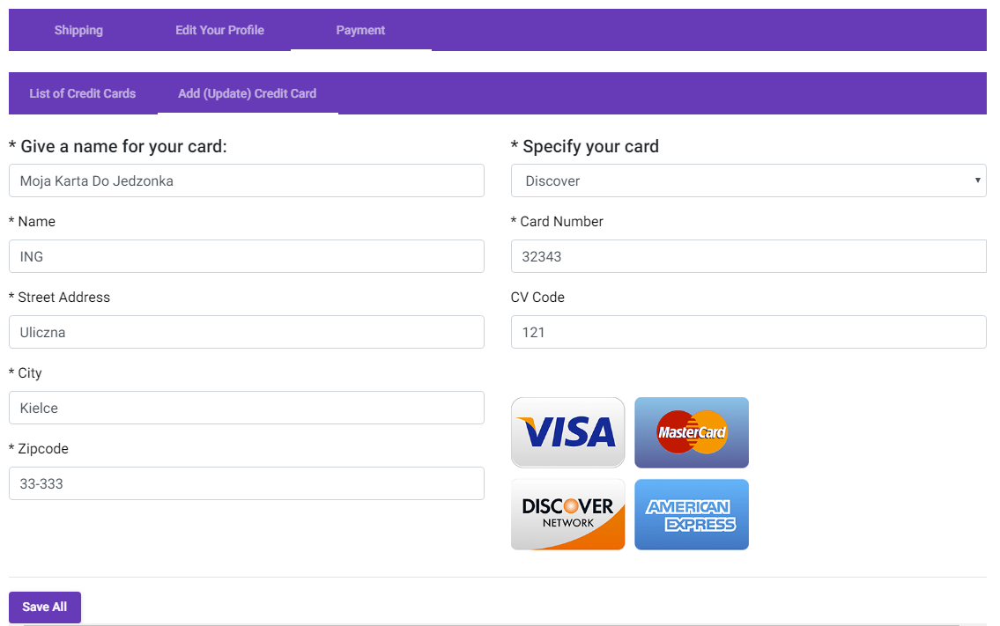 Shipping Edit Your Profile Payment
List of Credit Cards Add (Update) Credit Card
* Give a name for your card:
Moja Karta Do Jedzonka
* Name
ING
* Street Address
Uliczna
* City
Kielce
* Zipcode
33-333
* Specify your card
Discover
* Card Number
32343
CV Code
121
VISA
MasterCard
DISCOVER
NETWORK
AMERICAN
EXPRESS
Save All